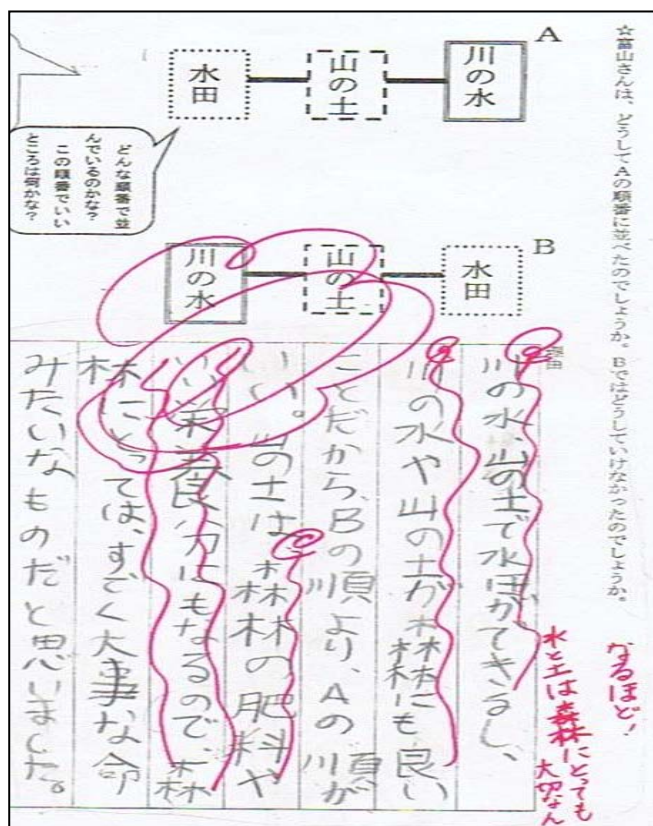 ☆富山さんは、どうしてAの順番に並べたのでしょうか。Bではどうしていけなかったのでしょうか。
A
川の水
山の土
水田
どんな順番で並
んでいるのかな?
この順番でいい
ところは何かな?
B
水田
山の土
川の水
理由
川の水、山の土で水ぼができるし、
川の水や山の土が森林にも良い
ことだから、Bの順より、Aの順が
いい。山の土は森林の肥料や
栄養分にもなるので、森
林にとっては、すごく大事な命
みたいなものだと思いました。
なるほど!
水と土は森林にとっても
大切なん